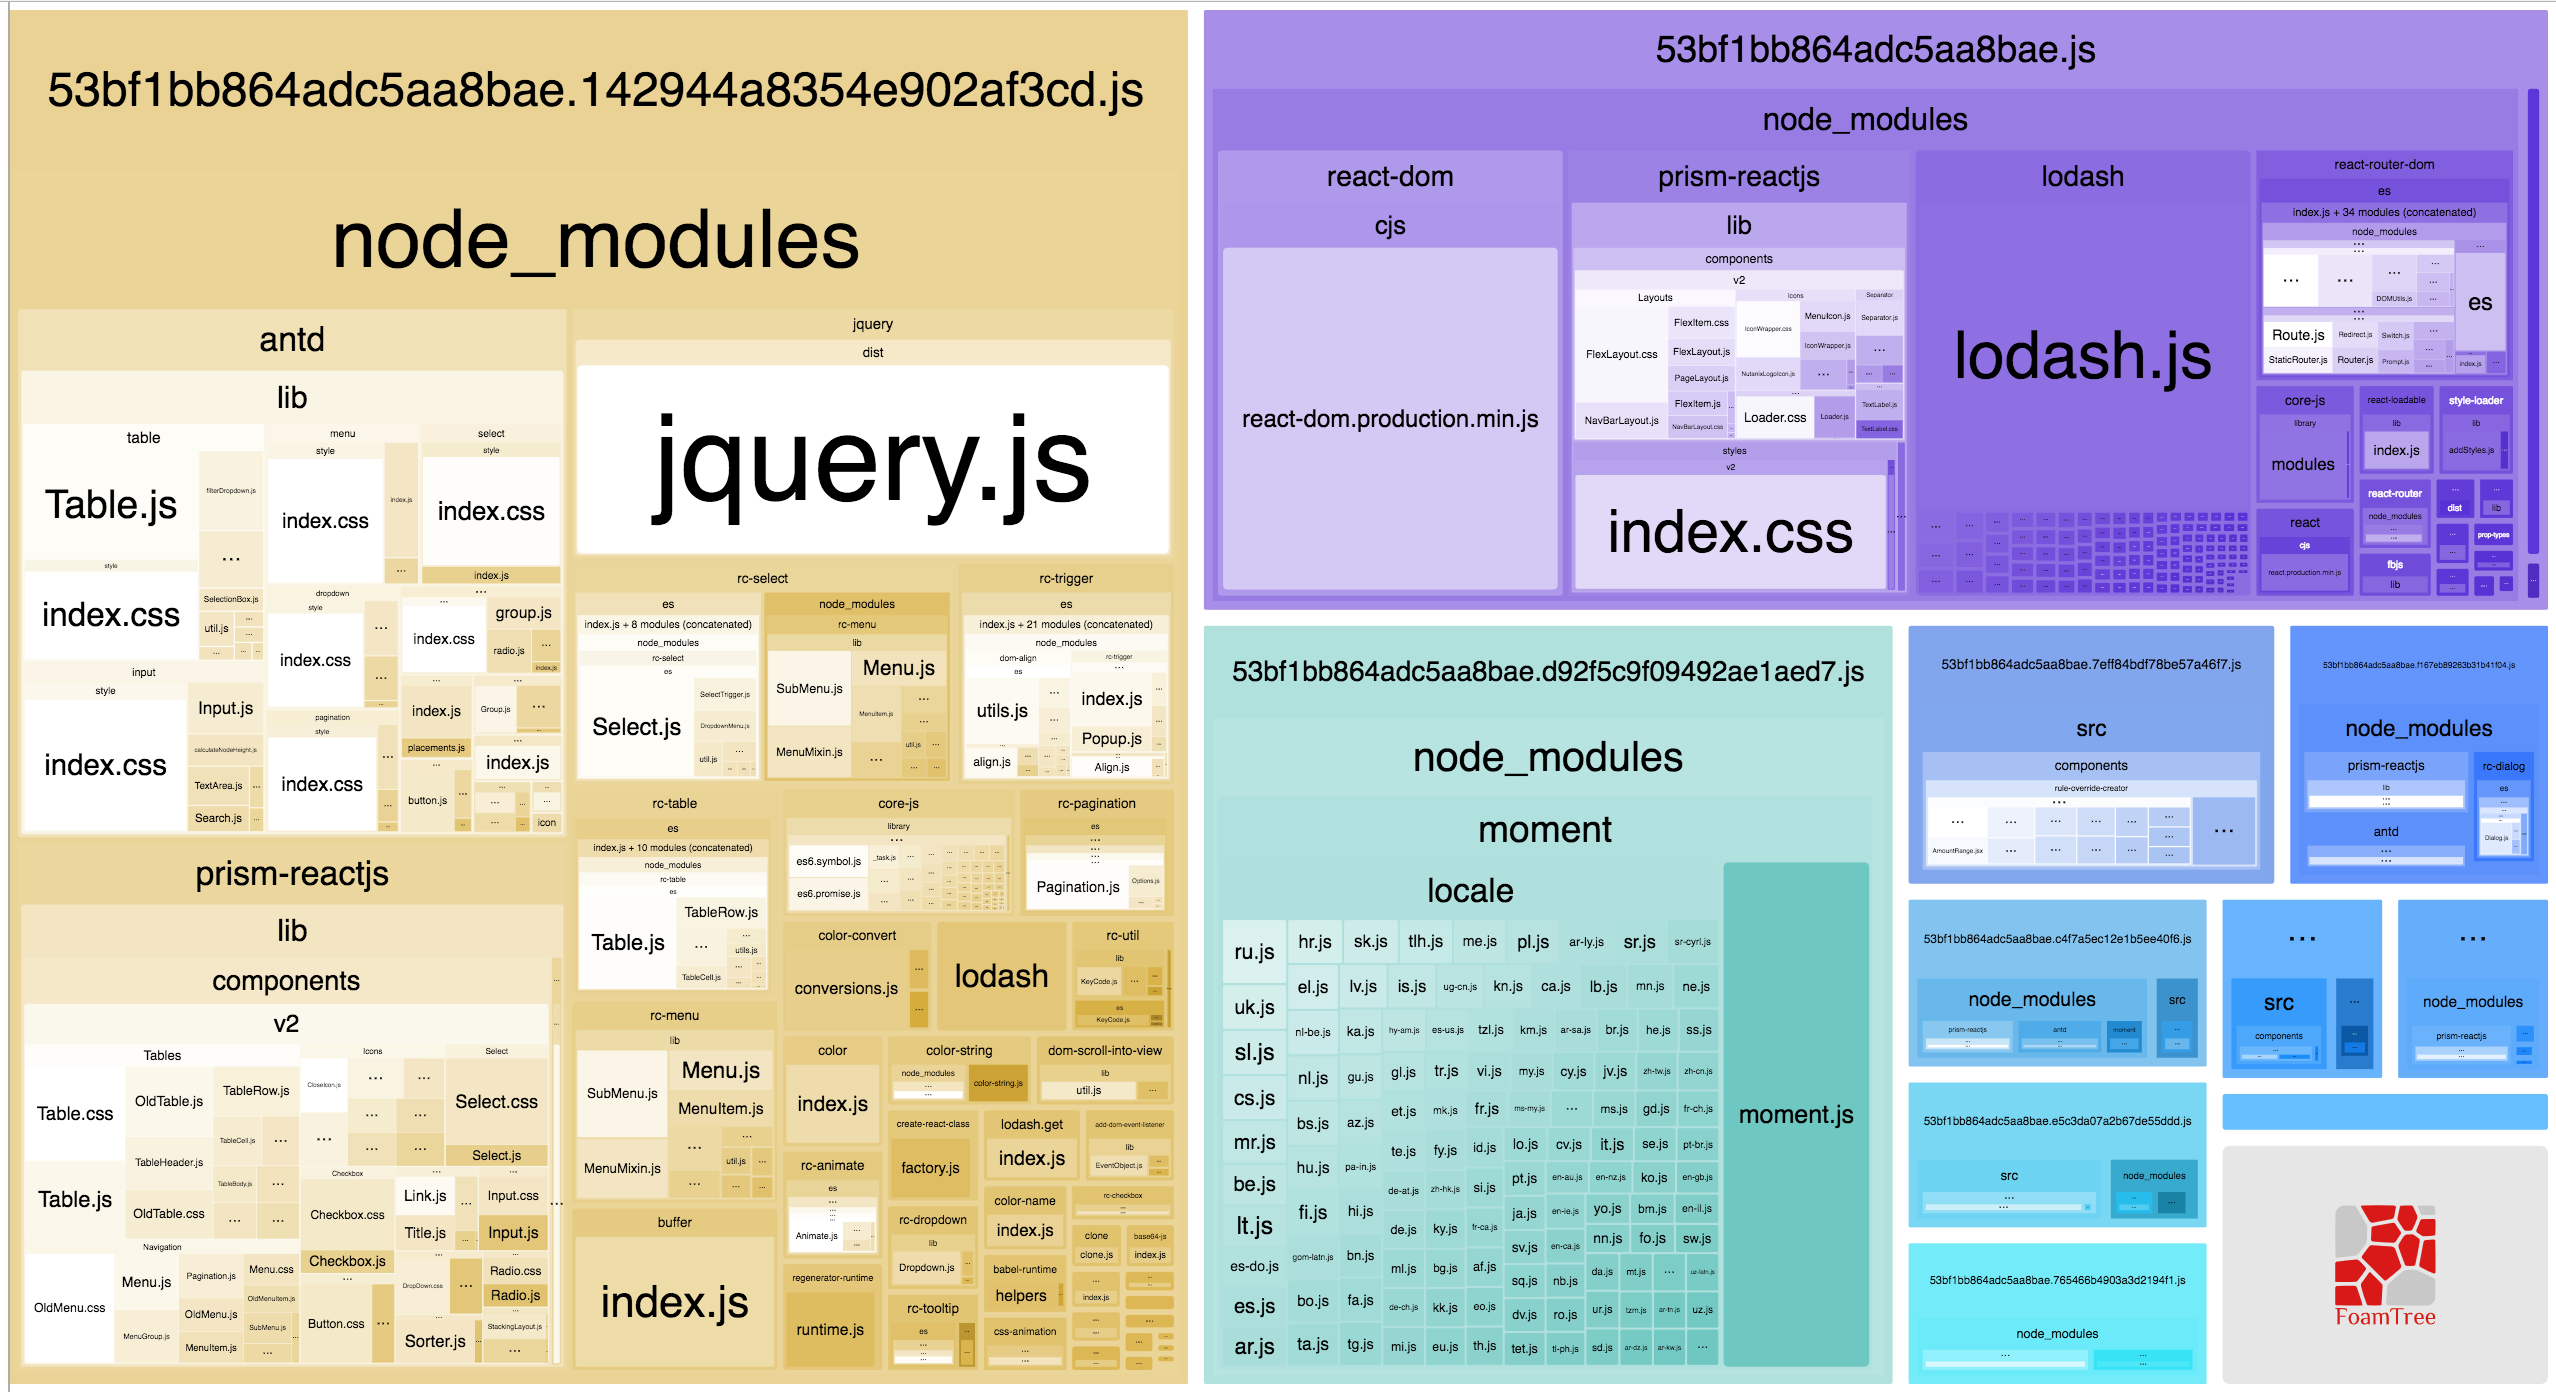 53bf1bb864adc5aa8bae.142944a8354e902af3cd.js
node_modules
antd
lib
table
Table.js
filterDropdown.js
...
style
index.css
SelectionBox.js
util.js
menu
style
index.css
index.js
...
select
style
index.css
index.js
dropdown
style
index.css
...
index.css
group.js
radio.js
index.js
input
style
index.css
Input.js
calculateNodeHeight.js
TextArea.js
Search.js
pagination
style
index.css
index.js
Group.js
placements.js
button.js
index.js
icon
prism-reactjs
lib
components
v2
Tables
Table.css
Table.js
OldTable.js
TableRow.js
TableCell.js
TableHeader.js
TableBody.js
OldTable.css
Icons
CloseIcon.js
Select
Select.css
Select.js
Checkbox
Checkbox.css
Checkbox.js
Link.js
Title.js
Input.css
Input.js
Navigation
OldMenu.css
Menu.js
MenuGroup.js
Pagination.js
OldMenu.js
MenuItem.js
Menu.css
OldMenuItem.js
SubMenu.js
Button.css
DropDown.css
Sorter.js
Radio.css
Radio.js
StackingLayout.js
jquery
dist
jquery.js
rc-select
es
index.js + 8 modules (concatenated)
node_modules
rc-select
Select.js
SelectTrigger.js
DropdownMenu.js
util.js
node_modules
rc-menu
lib
SubMenu.js
MenuMixin.js
Menu.js
MenuItem.js
util.js
rc-trigger
es
index.js + 21 modules (concatenated)
node_modules
dom-align
es
utils.js
align.js
rc-trigger
index.js
Popup.js
Align.js
rc-table
es
index.js + 10 modules (concatenated)
node_modules
rc-table
es
Table.js
TableRow.js
utils.js
TableCell.js
core-js
library
es6.symbol.js
es6.promise.js
_task.js
rc-pagination
es
Pagination.js
Options.js
color-convert
conversions.js
lodash
rc-util
lib
KeyCode.js
es
KeyCode.js
rc-menu
lib
SubMenu.js
MenuMixin.js
Menu.js
MenuItem.js
util.js
buffer
index.js
color
index.js
color-string
node_modules
color-string.js
dom-scroll-into-view
lib
util.js
rc-animate
es
Animate.js
create-react-class
factory.js
lodash.get
index.js
add-dom-event-listener
lib
EventObject.js
regenerator-runtime
runtime.js
rc-dropdown
lib
Dropdown.js
color-name
index.js
rc-checkbox
clone
clone.js
base64-js
index.js
rc-tooltip
es
babel-runtime
helpers
index.js
css-animation
53bf1bb864adc5aa8bae.js
node_modules
react-dom
cjs
react-dom.production.min.js
prism-reactjs
lib
components
v2
Layouts
FlexLayout.css
NavBarLayout.js
FlexItem.css
FlexLayout.js
PageLayout.js
FlexItem.js
NavBarLayout.css
Icons
IconWrapper.css
NutanixLogoIcon.js
MenuIcon.js
IconWrapper.js
Separator
Separator.js
Loader.css
Loader.js
TextLabel.js
TextLabel.css
styles
v2
index.css
lodash
lodash.js
react-router-dom
es
index.js + 34 modules (concatenated)
node_modules
DOMUtils.js
es
Route.js
StaticRouter.js
Redirect.js
Router.js
Switch.js
Prompt.js
index.js
core-js
library
modules
react-loadable
lib
index.js
style-loader
lib
addStyles.js
react
cjs
react.production.min.js
react-router
node_modules
dist
lib
fbjs
lib
prop-types
53bf1bb864adc5aa8bae.d92f5c9f09492ae1aed7.js
node_modules
moment
locale
ru.js
hr.js
sk.js
tlh.js
me.js
pl.js
ar-ly.js
sr.js
sr-cyrl.js
uk.js
el.js
lv.js
is.js
ug-cn.js
kn.js
ca.js
lb.js
mn.js
ne.js
sl.js
nl-be.js
ka.js
hy-am.js
es-us.js
tzl.js
km.js
ar-sa.js
br.js
he.js
ss.js
cs.js
nl.js
gu.js
gl.js
tr.js
vi.js
my.js
cy.js
jv.js
zh-tw.js
zh-cn.js
mr.js
bs.js
az.js
et.js
mk.js
fr.js
ms-my.js
...
ms.js
gd.js
fr-ch.js
be.js
hu.js
pa-in.js
te.js
fy.js
id.js
lo.js
cv.js
it.js
se.js
pt-br.js
lt.js
fi.js
hi.js
de-at.js
zh-hk.js
si.js
pt.js
en-au.js
en-nz.js
ko.js
en-gb.js
es-do.js
gom-latn.js
bn.js
de.js
ky.js
fr-ca.js
ja.js
en-ie.js
yo.js
bm.js
en-il.js
es.js
bo.js
fa.js
ml.js
bg.js
af.js
sv.js
en-ca.js
nn.js
fo.js
sw.js
ar.js
ta.js
tg.js
de-ch.js
kk.js
eo.js
sq.js
nb.js
da.js
mt.js
...
uz-latn.js
mi.js
eu.js
th.js
dv.js
ro.js
ur.js
tzm.js
ar-tn.js
uz.js
tet.js
tl-ph.js
sd.js
ar-dz.js
ar-kw.js
...
moment.js
53bf1bb864adc5aa8bae.7eff84bdf78be57a46f7.js
src
components
rule-override-creator
...
AmountRange.jsx
53bf1bb864adc5aa8bae.f167eb89263b31b41f04.js
node_modules
prism-reactjs
lib
antd
rc-dialog
es
Dialog.js
53bf1bb864adc5aa8bae.c4f7a5ec12e1b5ee40f6.js
node_modules
prism-reactjs
antd
moment
src
...
src
components
...
node_modules
prism-reactjs
53bf1bb864adc5aa8bae.e5c3da07a2b67de55ddd.js
src
node_modules
53bf1bb864adc5aa8bae.765466b4903a3d2194f1.js
node_modules
FoamTree